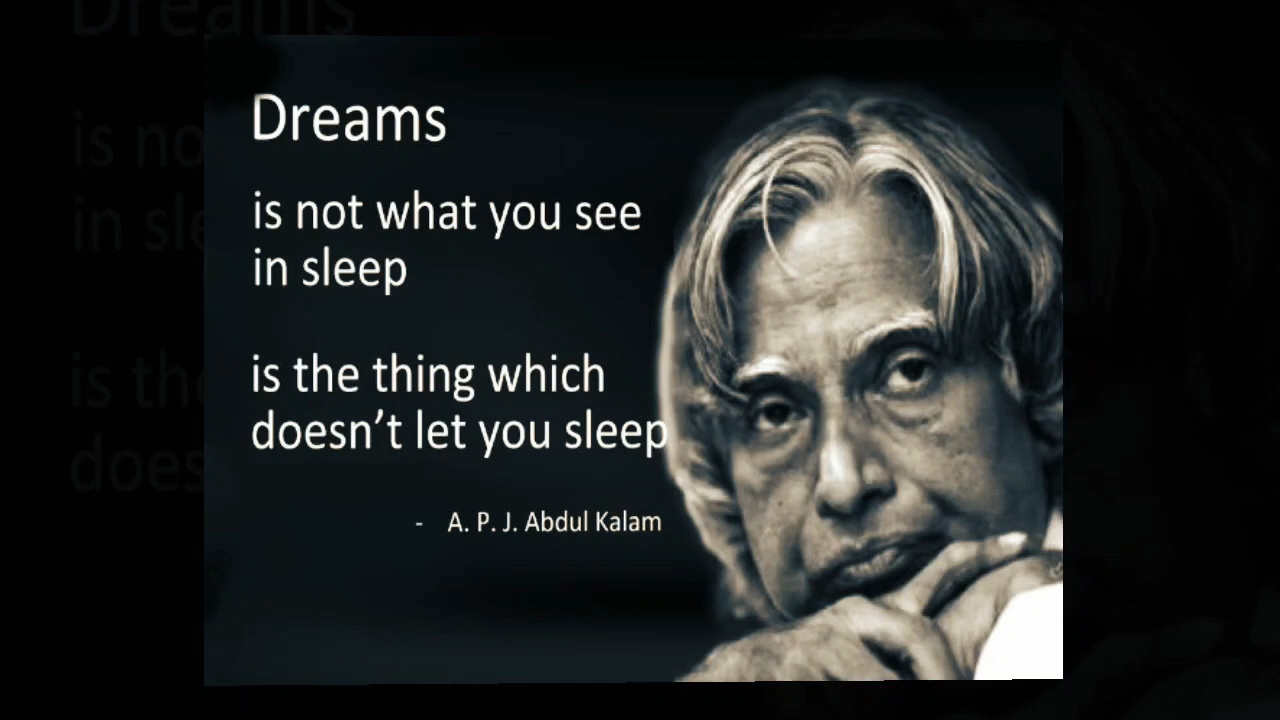 Dreams
is not what you see
in sleep
is the thing which
doesn’t let you sleep
- A. P. J. Abdul Kalam